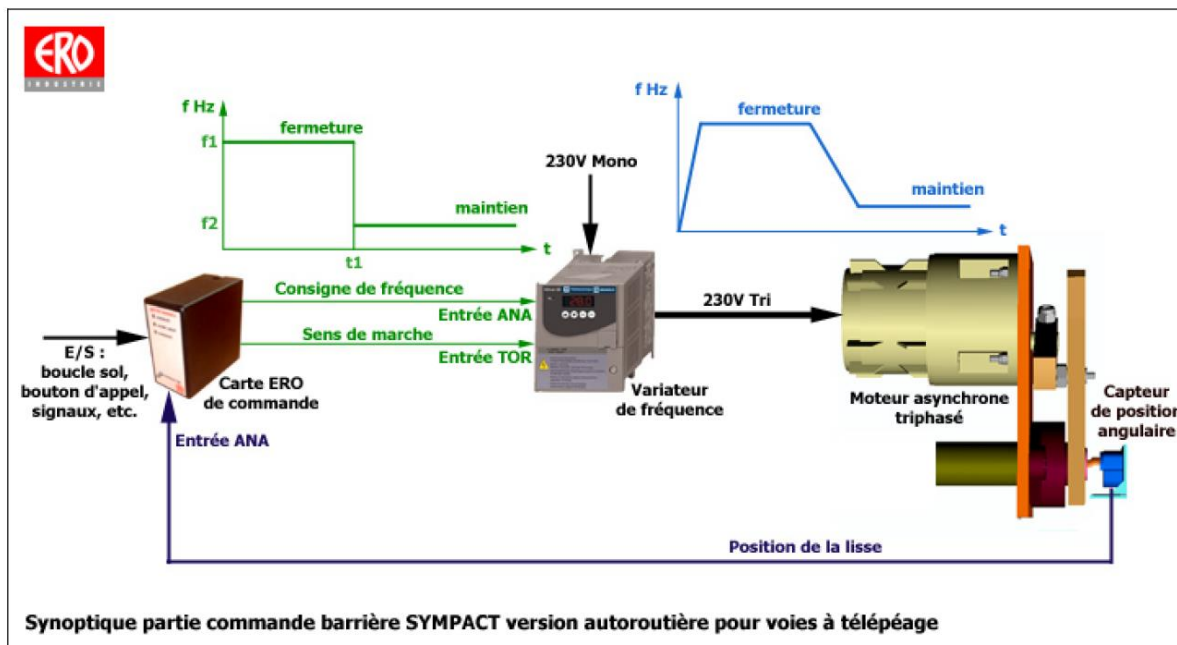 ERO
INDUSTRIE
f Hz
f1
fermeture
maintien
f2
t1
t
230V Mono
f Hz
fermeture
maintien
t
Consigne de fréquence
Entrée ANA
Sens de marche
Entrée TOR
230V Tri
E/S :
boucle sol,
bouton d'appel,
signaux, etc.
Carte ERO
de commande
Variateur
de fréquence
Moteur asynchrone
triphasé
Capteur
de position
angulaire
Entrée ANA
Position de la lisse
Synoptique partie commande barrière SYMPACT version autoroutière pour voies à télépéage